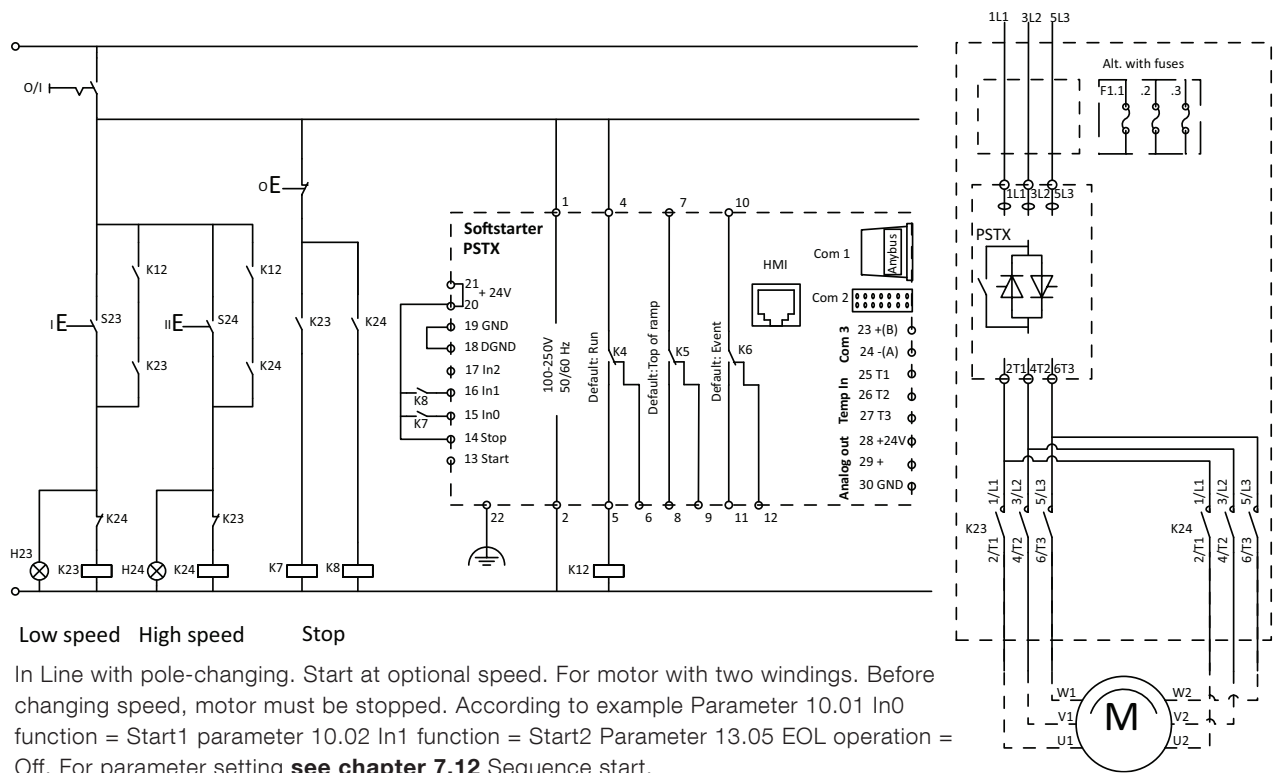 1L1 3L2 5L3
Alt. with fuses
F1.1 .2 .3
O/I
O E
K12 K12
I E S23 II E S24
K23 K24 K23 K24
K24 K23
H23 K23 H24 K24 K7 K8 K12
Low speed High speed Stop
1 4 7 10
Softstarter
PSTX
21
+ 24V
20
19 GND
18 DGND
17 In2
16 In1
K8
15 In0
K7
14 Stop
13 Start
22 2 5 6 8 9 11 12
100-250V
50/60 Hz
Default: Run
K4
Default:Top of ramp
K5
Default: Event
K6
HMI
Com 1
Anybus
Com 2
Com 3
23 +(B)
24 -(A)
Temp In
25 T1
26 T2
27 T3
Analog out
28 +24V
29 +
30 GND
1L1 3L2 5L3
PSTX
2T1 4T2 6T3
1/L1 3/L2 5/L3 1/L1 3/L2 5/L3
K23 K24
2/T1 4/T2 6/T3 2/T1 4/T2 6/T3
W1 W2
V1 M V2
U1 U2
In Line with pole-changing. Start at optional speed. For motor with two windings. Before
changing speed, motor must be stopped. According to example Parameter 10.01 In0
function = Start1 parameter 10.02 In1 function = Start2 Parameter 13.05 EOL operation =
Off. For parameter setting see chapter 7.12 Sequence start.